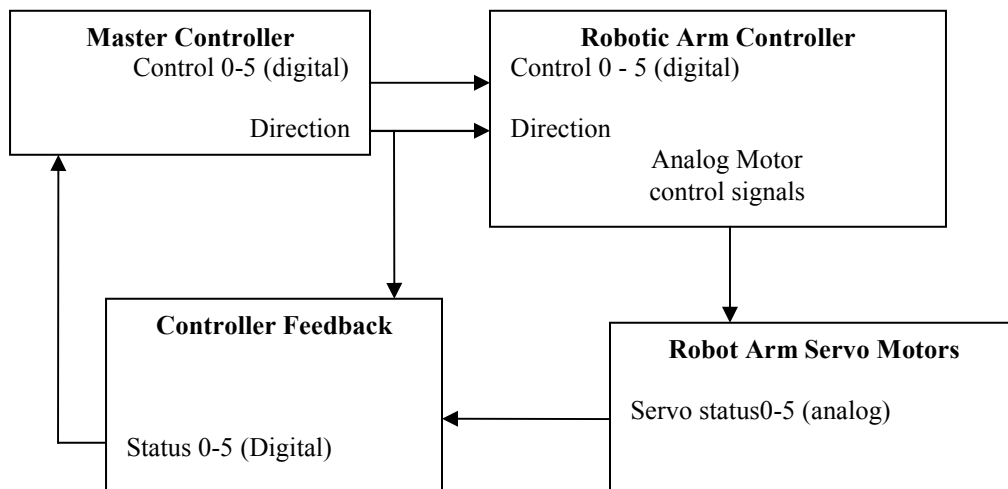 Master Controller
Control 0-5 (digital)
Direction
Robotic Arm Controller
Control 0 - 5 (digital)
Direction
Analog Motor
control signals
Controller Feedback
Status 0-5 (Digital)
Robot Arm Servo Motors
Servo status0-5 (analog)